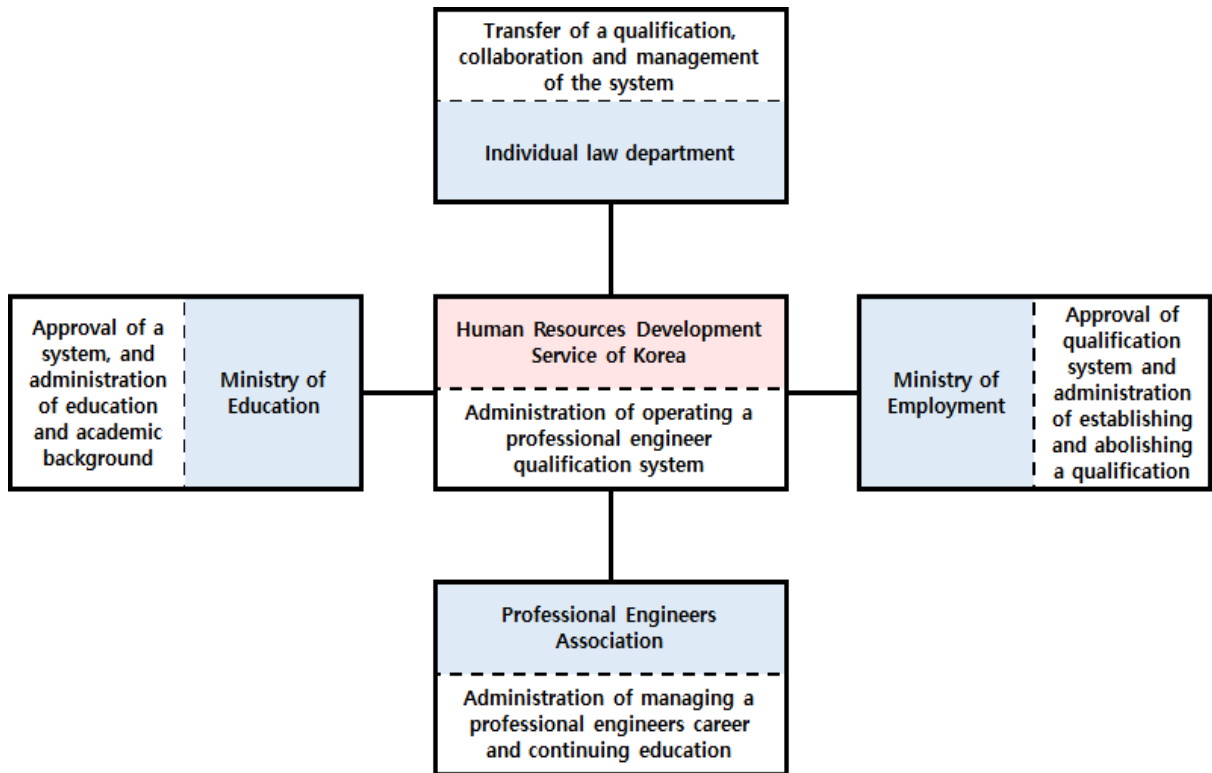 Transfer of a qualification,
collaboration and management
of the system
Individual law department
Approval of a
system, and
administration
of education
and academic
background
Ministry of
Education
Human Resources Development
Service of Korea
Administration of operating a
professional engineer
qualification system
Ministry of
Employment
Approval of
qualification
system and
administration
of establishing
and abolishing
a qualification
Professional Engineers
Association
Administration of managing a
professional engineers career
and continuing education